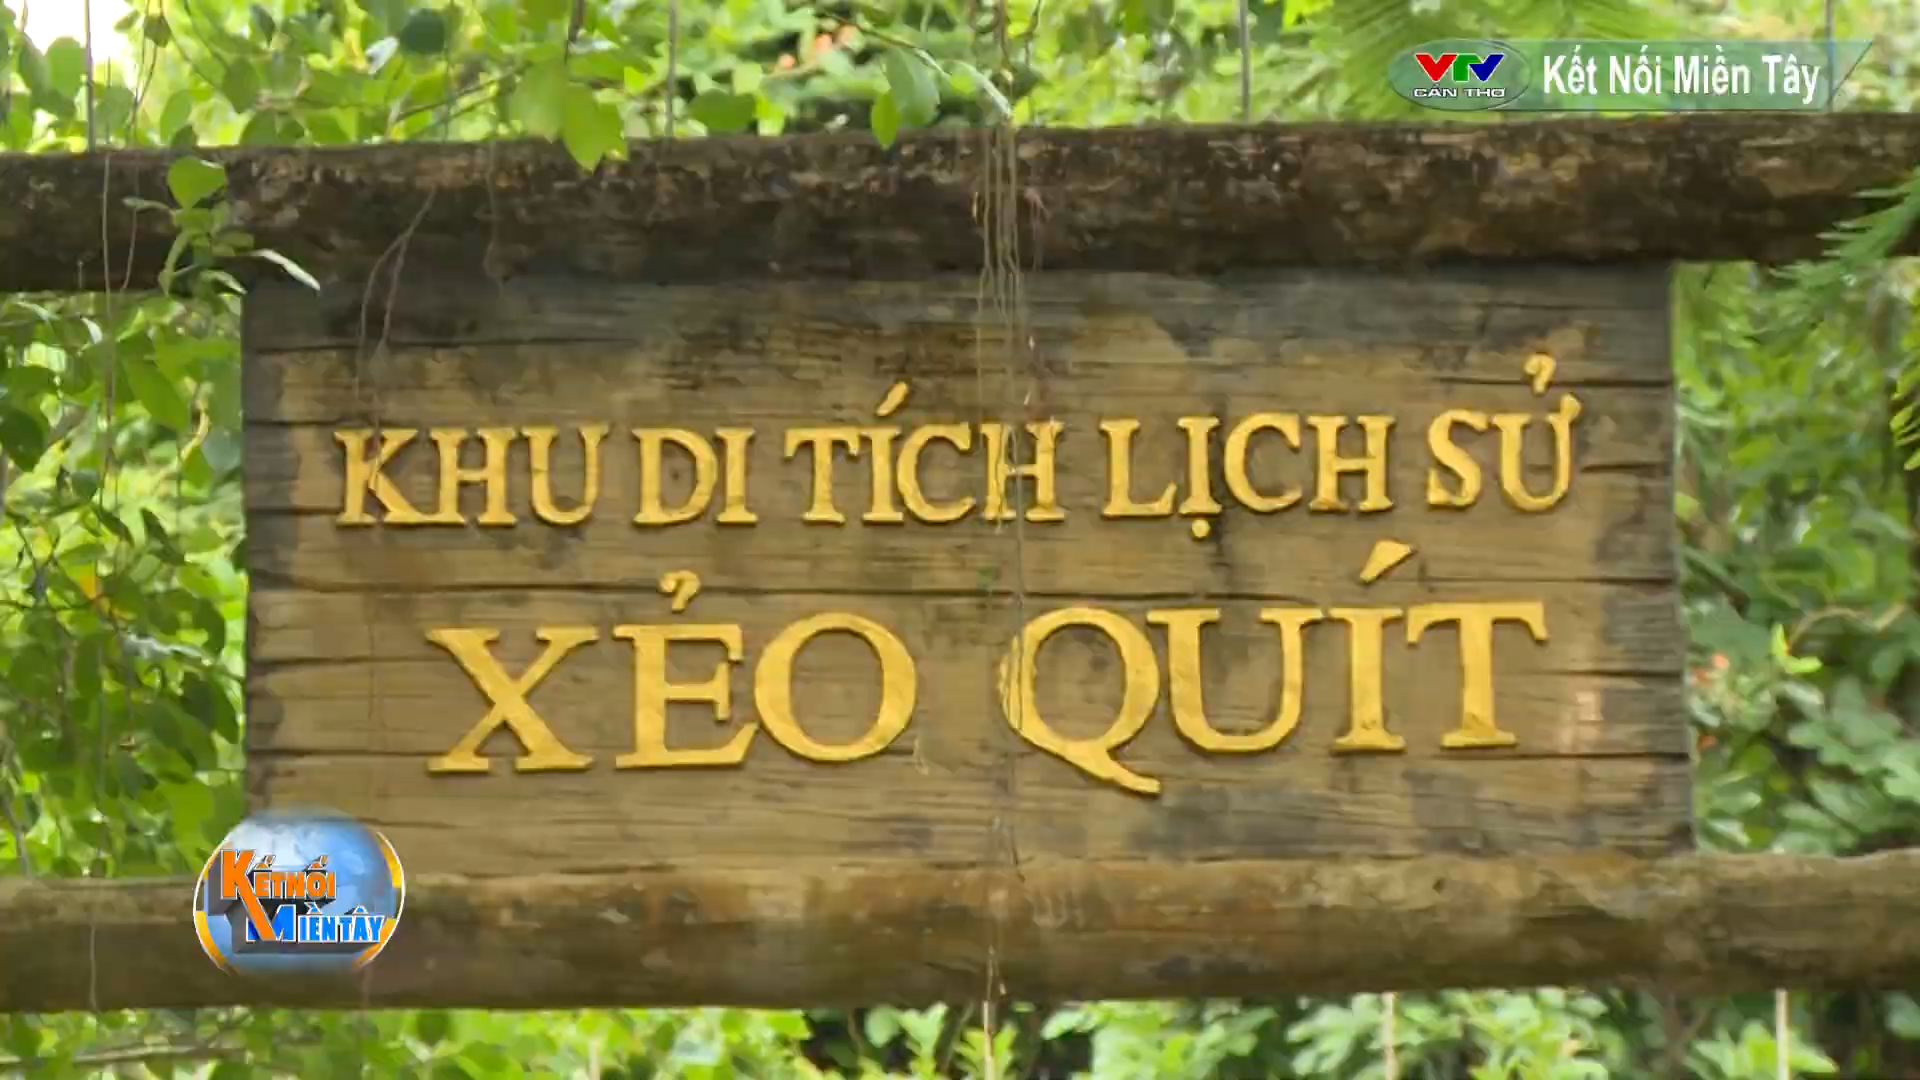 VTV
CẦN THƠ
Kết Nối Miền Tây
KHU DI TÍCH LỊCH SỬ
XẺO QUÍT
KẾT NỐI
MIỀN TÂY